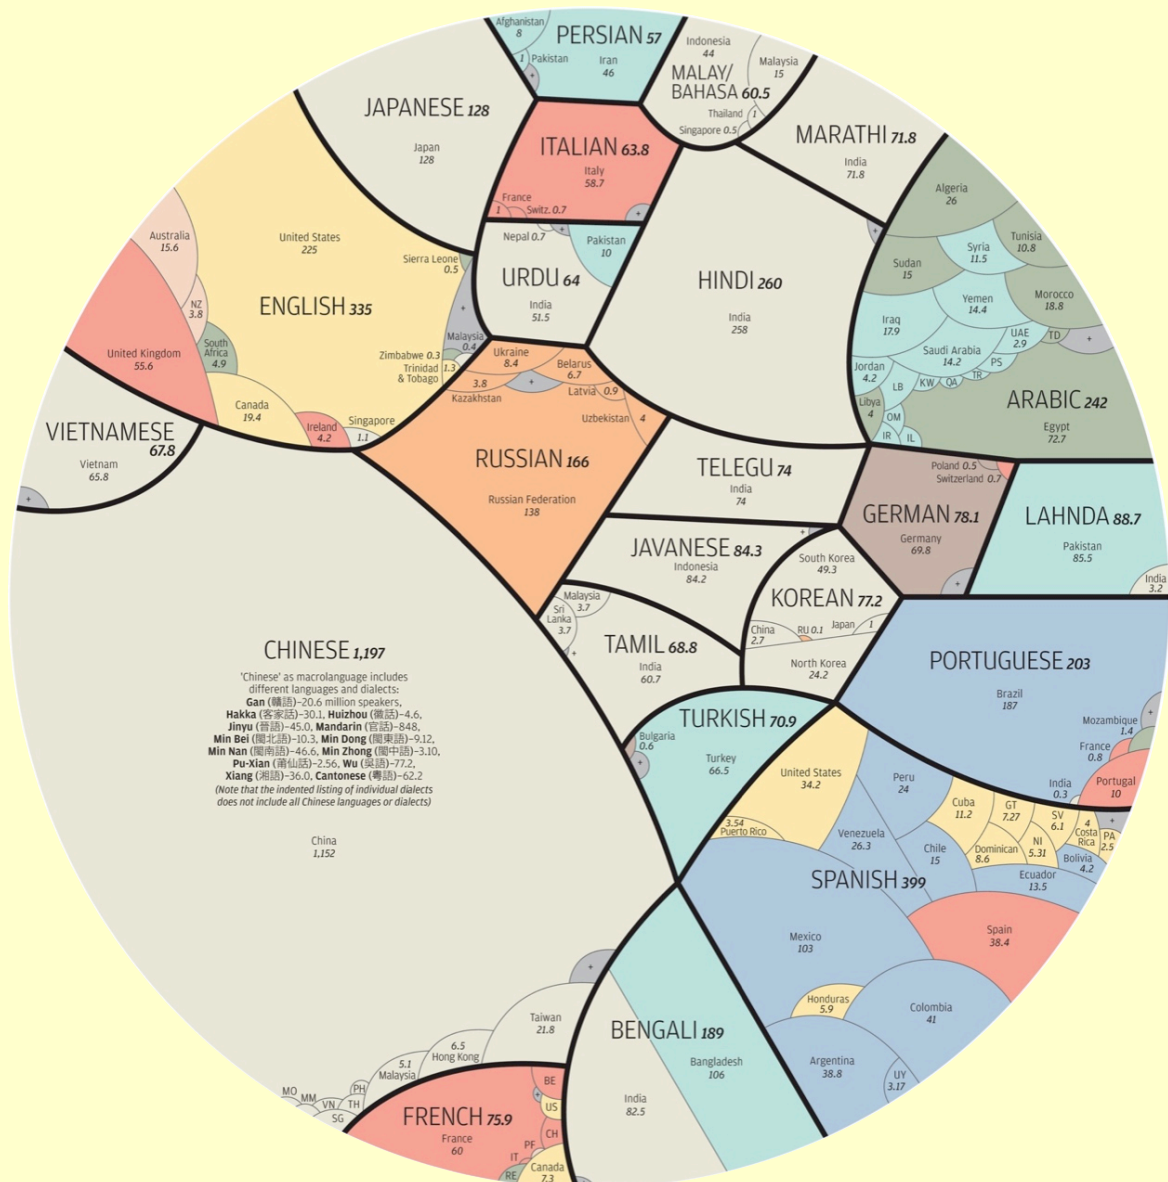 Afghanistan
8
1
Pakistan
+
PERSIAN 57
Iran
46
Indonesia
44
MALAY/
BAHASA 60.5
Malaysia
15
Thailand
1
Singapore 0.5
JAPANESE 128
Japan
128
ITALIAN 63.8
Italy
58.7
France
1
Switz. 0.7
+
MARATHI 71.8
India
71.8
+
Nepal 0.7
+
Pakistan
10
URDU 64
India
51.5
HINDI 260
India
258
Algeria
26
Sudan
15
Syria
11.5
Tunisia
10.8
Yemen
14.4
Morocco
18.8
Iraq
17.9
UAE
2.9
TD
+
Saudi Arabia
14.2
PS
Jordan
4.2
LB
KW
QA
TR
Libya
4
OM
IR
IL
ARABIC 242
Egypt
72.7
Australia
15.6
United States
225
NZ
3.8
ENGLISH 335
Sierra Leone
0.5
+
Malaysia
0.4
South
Africa
4.9
United Kingdom
55.6
Zimbabwe 0.3
Trinidad
& Tobago
1.3
Canada
19.4
Ireland
4.2
Singapore
1.1
Ukraine
8.4
Belarus
6.7
3.8
Kazakhstan
+
Latvia
0.9
Uzbekistan
4
RUSSIAN 166
Russian Federation
138
VIETNAMESE
67.8
Vietnam
65.8
+
TELEGU 74
India
74
Poland 0.5
Switzerland 0.7
GERMAN 78.1
Germany
69.8
+
LAHNDA 88.7
Pakistan
85.5
India
3.2
JAVANESE 84.3
Indonesia
84.2
+
South Korea
49.3
KOREAN 77.2
China
2.7
RU 0.1
Japan
1
North Korea
24.2
Malaysia
3.7
Sri
Lanka
3.7
+
TAMIL 68.8
India
60.7
PORTUGUESE 203
Brazil
187
+
Mozambique
1.4
France
0.8
Portugal
10
India
0.3
CHINESE 1,197
'Chinese' as macrolanguage includes
different languages and dialects:
Gan (贛語)–20.6 million speakers,
Hakka (客家話)–30.1, Huizhou (徽話)–4.6,
Jinyu (晉語)–45.0, Mandarin (官話)–848,
Min Bei (閩北語)–10.3, Min Dong (閩東語)–9.12,
Min Nan (閩南語)–46.6, Min Zhong (閩中語)–3.10,
Pu-Xian (莆仙話)–2.56, Wu (吳語)–77.2,
Xiang (湘語)–36.0, Cantonese (粵語)–62.2
(Note that the indented listing of individual dialects
does not include all Chinese languages or dialects)
China
1,152
TURKISH 70.9
Bulgaria
0.6
+
Turkey
66.5
United States
34.2
3.54
Puerto Rico
Peru
24
Venezuela
26.3
Cuba
11.2
GT
7.27
SV
6.1
4
Costa
Rica
+
PA
2.5
Chile
15
Dominican
8.6
NI
5.31
Bolivia
4.2
Ecuador
13.5
SPANISH 399
Mexico
103
Spain
38.4
Honduras
5.9
Colombia
41
Argentina
38.8
UY
3.17
+
Taiwan
21.8
6.5
Hong Kong
5.1
Malaysia
PH
MO
MM
VN
TH
SG
BENGALI 189
Bangladesh
106
India
82.5
+
FRENCH 75.9
France
60
BE
+
US
CH
PF
IT
RE
Canada
7.3